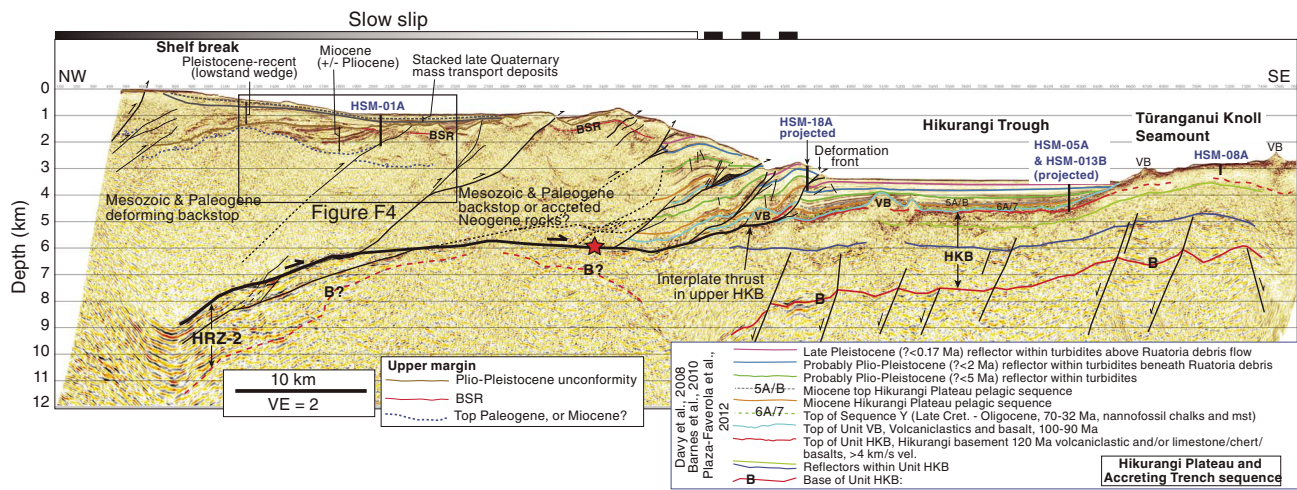 Slow slip
NW
SE
Shelf break
Pleistocene-recent
(lowstand wedge)
Miocene
(+/- Pliocene)
Stacked late Quaternary
mass transport deposits
HSM-01A
BSR
BSR
HSM-18A
projected
Deformation
front
Hikurangi Trough
HSM-05A
& HSM-013B
(projected)
Tūranganui Knoll
Seamount
VB
HSM-08A
VB
Depth (km)
0
1
2
3
4
5
6
7
8
9
10
11
12
Mesozoic & Paleogene
deforming backstop
Figure F4
Mesozoic & Paleogene
backstop or accreted
Neogene rocks?
VB
VB
5A/B
6A/7
HKB
Interplate thrust
in upper HKB
B?
B?
B
B
HRZ-2
10 km
VE = 2
Upper margin
Plio-Pleistocene unconformity
BSR
Top Paleogene, or Miocene?
Davy et al., 2008
Barnes et al., 2010
Plaza-Faverola et al.,
2012
Late Pleistocene (?<0.17 Ma) reflector within turbidites above Ruatoria debris flow
Probably Plio-Pleistocene (?<2 Ma) reflector within turbidites beneath Ruatoria debris
Probably Plio-Pleistocene (?<5 Ma) reflector within turbidites
5A/B Miocene top Hikurangi Plateau pelagic sequence
Miocene Hikurangi Plateau pelagic sequence
6A/7 Top of Sequence Y (Late Cret. - Oligocene, 70-32 Ma, nannofossil chalks and mst)
Top of Unit VB, Volcaniclastics and basalt, 100-90 Ma
Top of Unit HKB, Hikurangi basement 120 Ma volcaniclastic and/or limestone/chert/
basalts, >4 km/s vel.
Reflectors within Unit HKB
B Base of Unit HKB:
Hikurangi Plateau and
Accreting Trench sequence